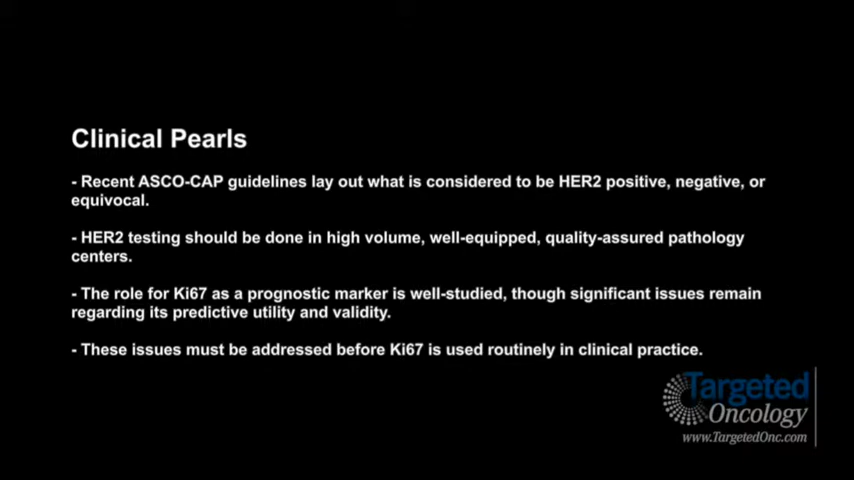 Clinical Pearls
- Recent ASCO-CAP guidelines lay out what is considered to be HER2 positive, negative, or
equivocal.
- HER2 testing should be done in high volume, well-equipped, quality-assured pathology
centers.
- The role for Ki67 as a prognostic marker is well-studied, though significant issues remain
regarding its predictive utility and validity.
- These issues must be addressed before Ki67 is used routinely in clinical practice.
Targeted
Oncology
www.TargetedOnc.com